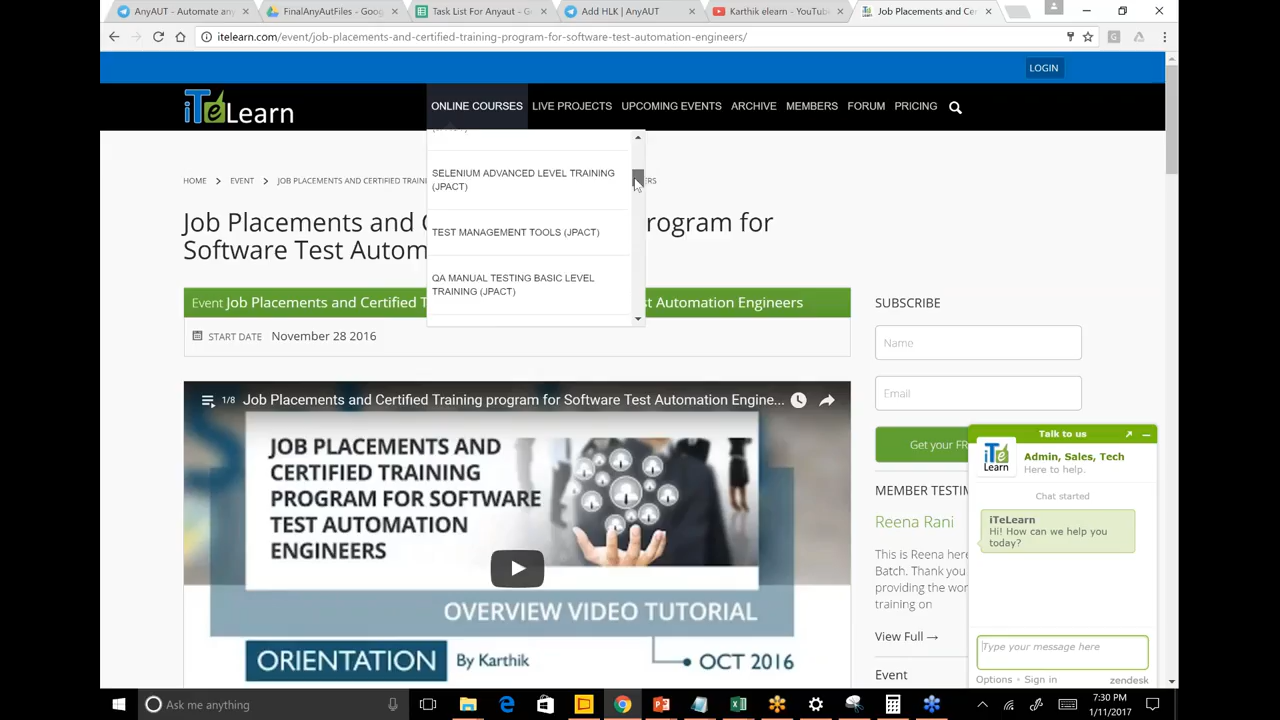 AnyAUT - Automate an
FinalAnyAutFiles - Goog
Task List For Anyaut - G
Add HLK | AnyAUT
Karthik elearn - YouTub
Job Placements and Cer
itelearn.com/event/job-placements-and-certified-training-program-for-software-test-automation-engineers/
LOGIN
iTeLearn
ONLINE COURSES LIVE PROJECTS UPCOMING EVENTS ARCHIVE MEMBERS FORUM PRICING
SELENIUM ADVANCED LEVEL TRAINING
(JPACT)
TEST MANAGEMENT TOOLS (JPACT)
QA MANUAL TESTING BASIC LEVEL
TRAINING (JPACT)
HOME > EVENT > JOB PLACEMENTS AND CERTIFIED TRAINI ERS
Job Placements and C rogram for
Software Test Autom
Event Job Placements and Certified T st Automation Engineers
START DATE November 28 2016
1/8 Job Placements and Certified Training program for Software Test Automation Engine...
JOB PLACEMENTS AND
CERTIFIED TRAINING
PROGRAM FOR SOFTWARE
TEST AUTOMATION
ENGINEERS
OVERVIEW VIDEO TUTORIAL
ORIENTATION By Karthik OCT 2016
SUBSCRIBE
Name
Email
Get your FR
MEMBER TESTIM
Reena Rani
This is Reena here
Batch. Thank you
providing the wor
training on
View Full →
Event
Talk to us
iTe
Learn
Admin, Sales, Tech
Here to help.
Chat started
iTeLearn
Hi! How can we help you
today?
Type your message here
Options · Sign in zendesk
Ask me anything
7:30 PM
1/11/2017